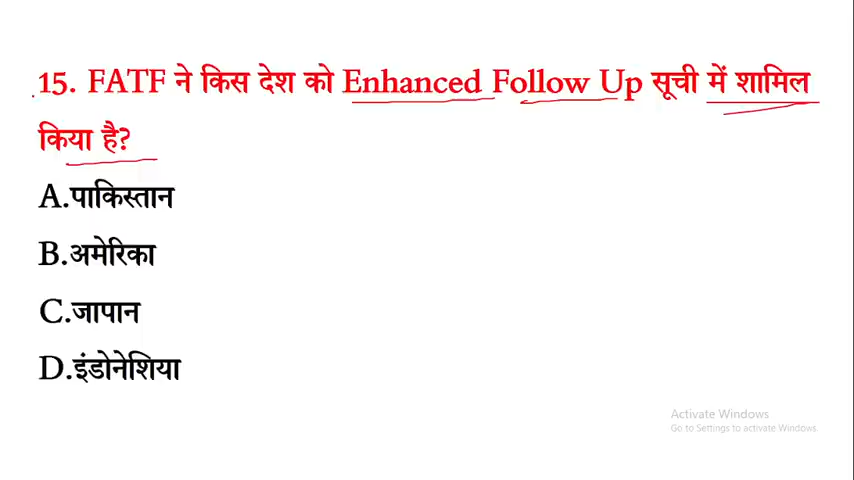 15. FATF ने किस देश को Enhanced Follow Up सूची में शामिल
किया है?
A.पाकिस्तान
B.अमेरिका
C.जापान
D.इंडोनेशिया
Activate Windows
Go to Settings to activate Windows.